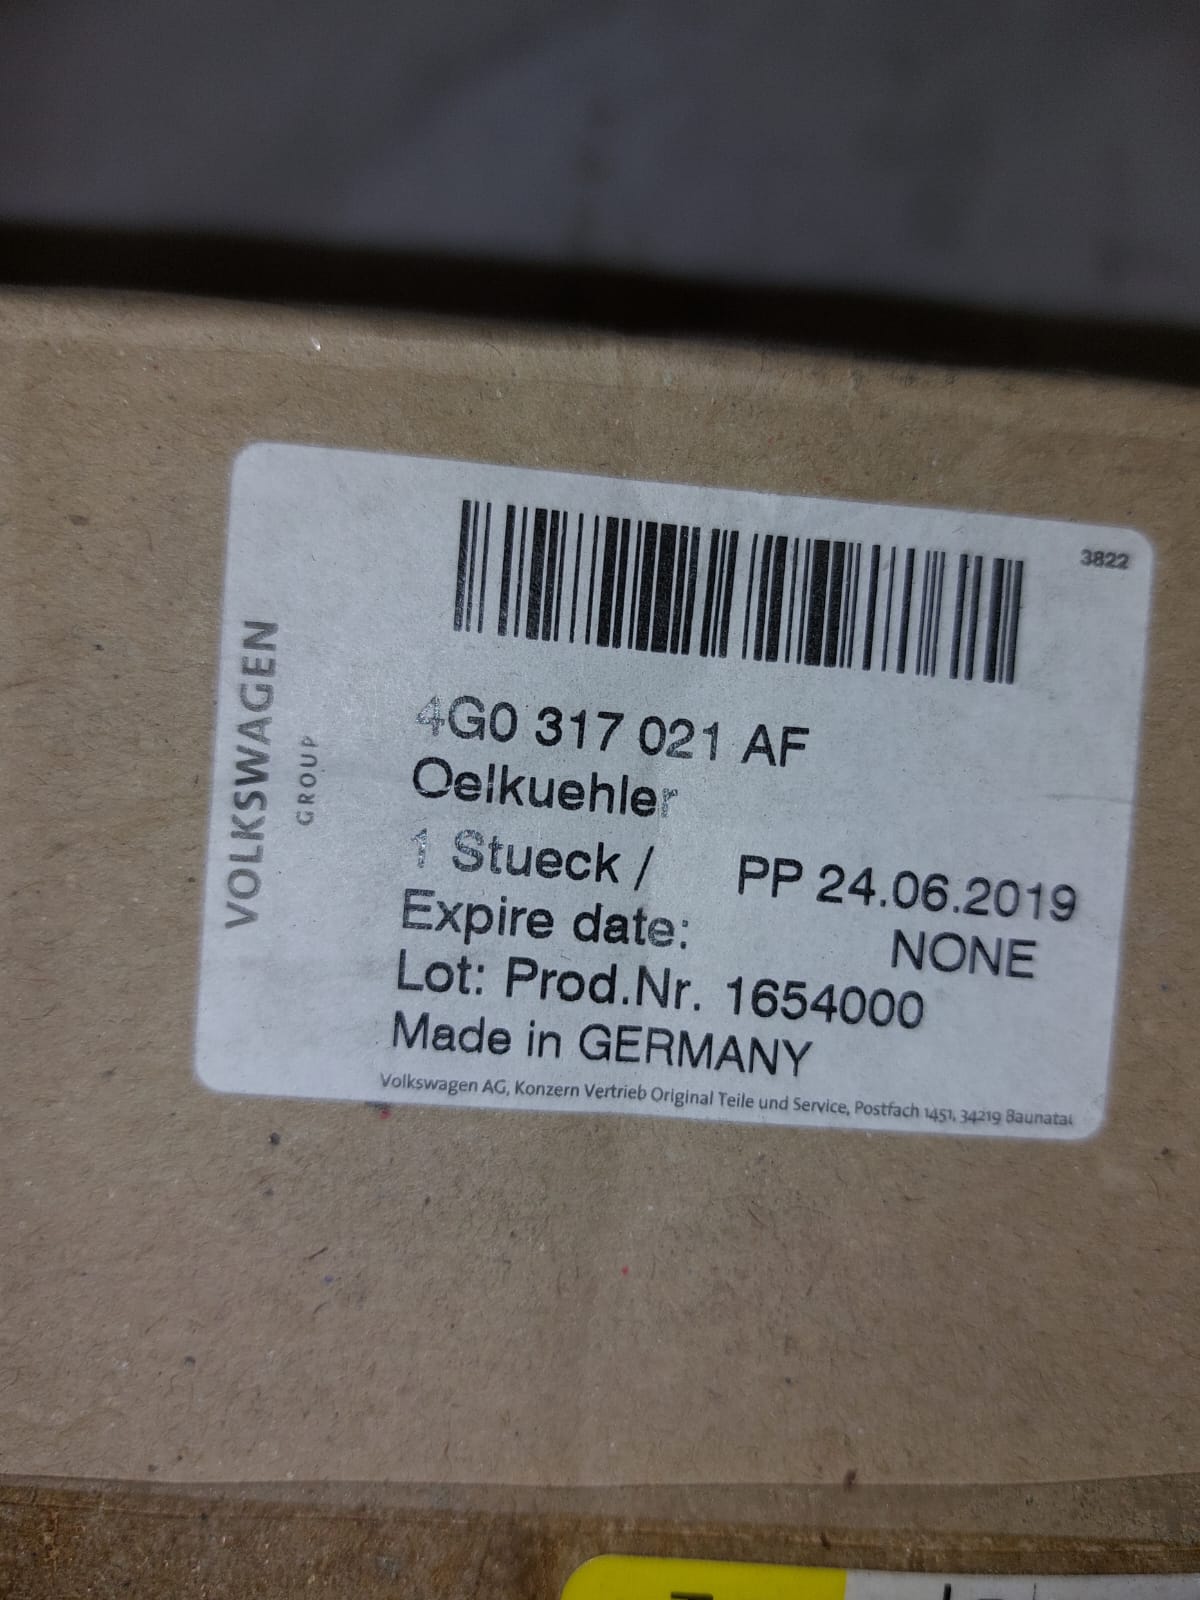 3822
VOLKSWAGEN
GROUP
4G0 317 021 AF
Oelkuehler
1 Stueck / PP 24.06.2019
Expire date: NONE
Lot: Prod.Nr. 1654000
Made in GERMANY
Volkswagen AG, Konzern Vertrieb Original Teile und Service, Postfach 1451, 34219 Baunatal